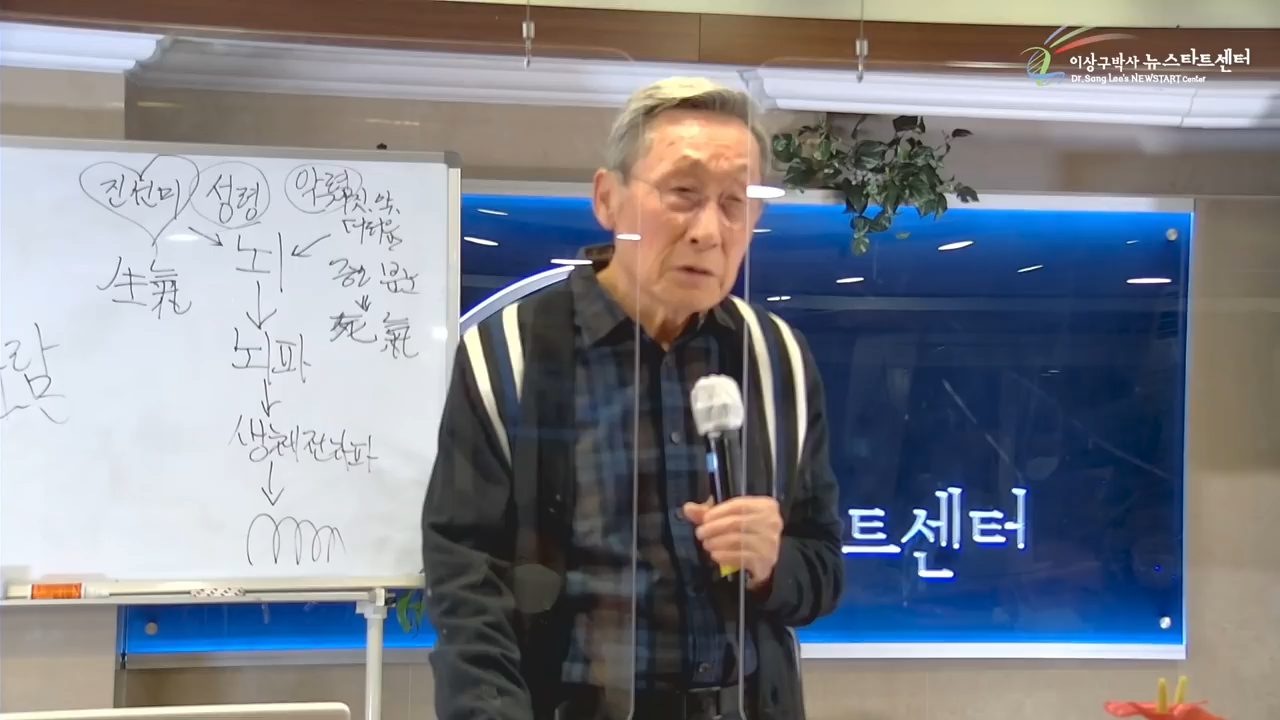 이상구박사 뉴스타트센터
Dr. Sang Lee's NEWSTART Center
진선미 성령 악령
뇌
生氣
死氣
뇌파
람
생체전자파
트센터